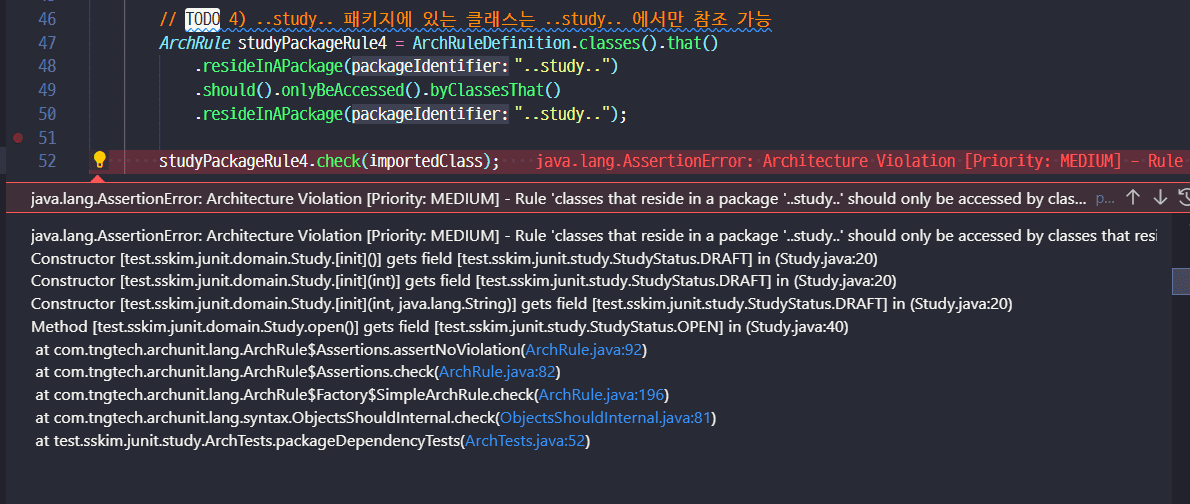 46 // TODO 4) ..study.. 패키지에 있는 클래스는 ..study.. 에서만 참조 가능
47 ArchRule studyPackageRule4 = ArchRuleDefinition.classes().that()
48 .resideInAPackage(packageIdentifier: "..study..")
49 .should().onlyBeAccessed().byClassesThat()
50 .resideInAPackage(packageIdentifier: "..study..");
51
52 studyPackageRule4.check(importedClass); java.lang.AssertionError: Architecture Violation [Priority: MEDIUM] - Rule
java.lang.AssertionError: Architecture Violation [Priority: MEDIUM] - Rule 'classes that reside in a package '..study..' should only be accessed by clas... p...
java.lang.AssertionError: Architecture Violation [Priority: MEDIUM] - Rule 'classes that reside in a package '..study..' should only be accessed by classes that resi
Constructor [test.sskim.junit.domain.Study.[init]()] gets field [test.sskim.junit.study.StudyStatus.DRAFT] in (Study.java:20)
Constructor [test.sskim.junit.domain.Study.[init](int)] gets field [test.sskim.junit.study.StudyStatus.DRAFT] in (Study.java:20)
Constructor [test.sskim.junit.domain.Study.[init](int, java.lang.String)] gets field [test.sskim.junit.study.StudyStatus.DRAFT] in (Study.java:20)
Method [test.sskim.junit.domain.Study.open()] gets field [test.sskim.junit.study.StudyStatus.OPEN] in (Study.java:40)
at com.tngtech.archunit.lang.ArchRule$Assertions.assertNoViolation(ArchRule.java:92)
at com.tngtech.archunit.lang.ArchRule$Assertions.check(ArchRule.java:82)
at com.tngtech.archunit.lang.ArchRule$Factory$SimpleArchRule.check(ArchRule.java:196)
at com.tngtech.archunit.lang.syntax.ObjectsShouldInternal.check(ObjectsShouldInternal.java:81)
at test.sskim.junit.study.ArchTests.packageDependencyTests(ArchTests.java:52)